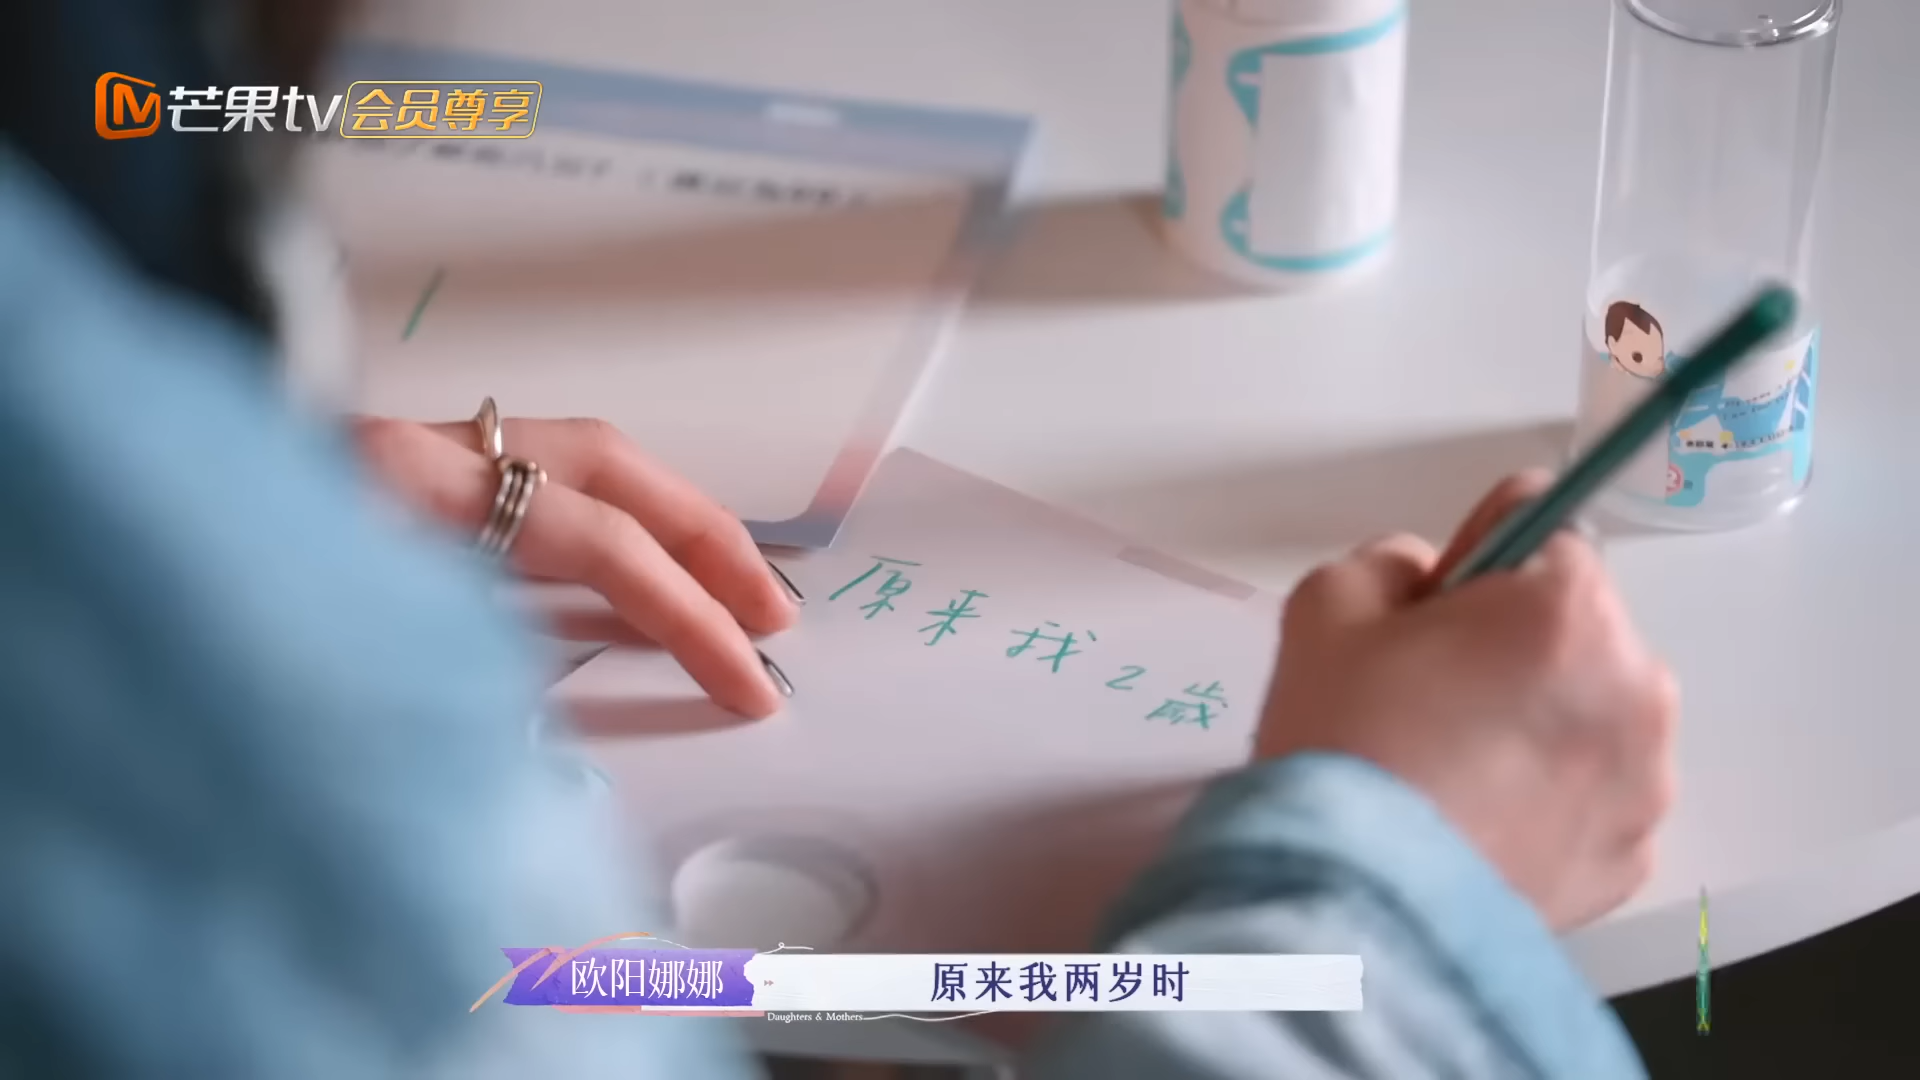 芒果tv会员尊享
原来我2歲
欧阳娜娜
原来我两岁时
Daughters & Mothers